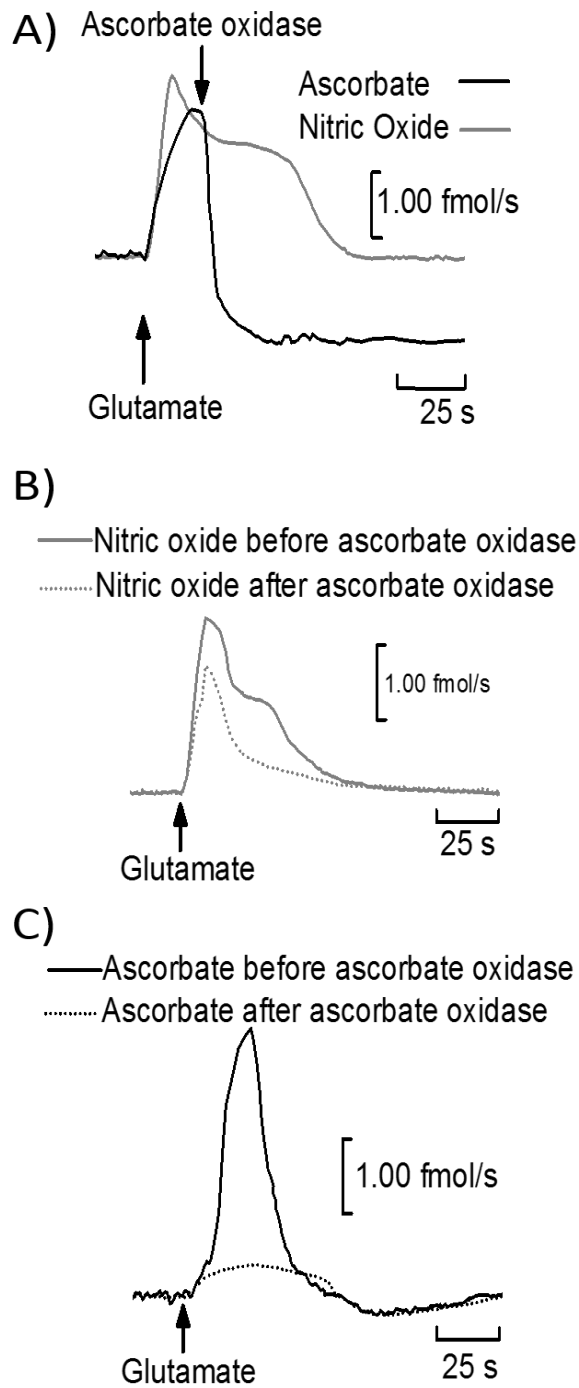 A)
Ascorbate oxidase
Ascorbate
Nitric Oxide
1.00 fmol/s
Glutamate
25 s
B)
Nitric oxide before ascorbate oxidase
Nitric oxide after ascorbate oxidase
1.00 fmol/s
Glutamate
25 s
C)
Ascorbate before ascorbate oxidase
Ascorbate after ascorbate oxidase
1.00 fmol/s
Glutamate
25 s